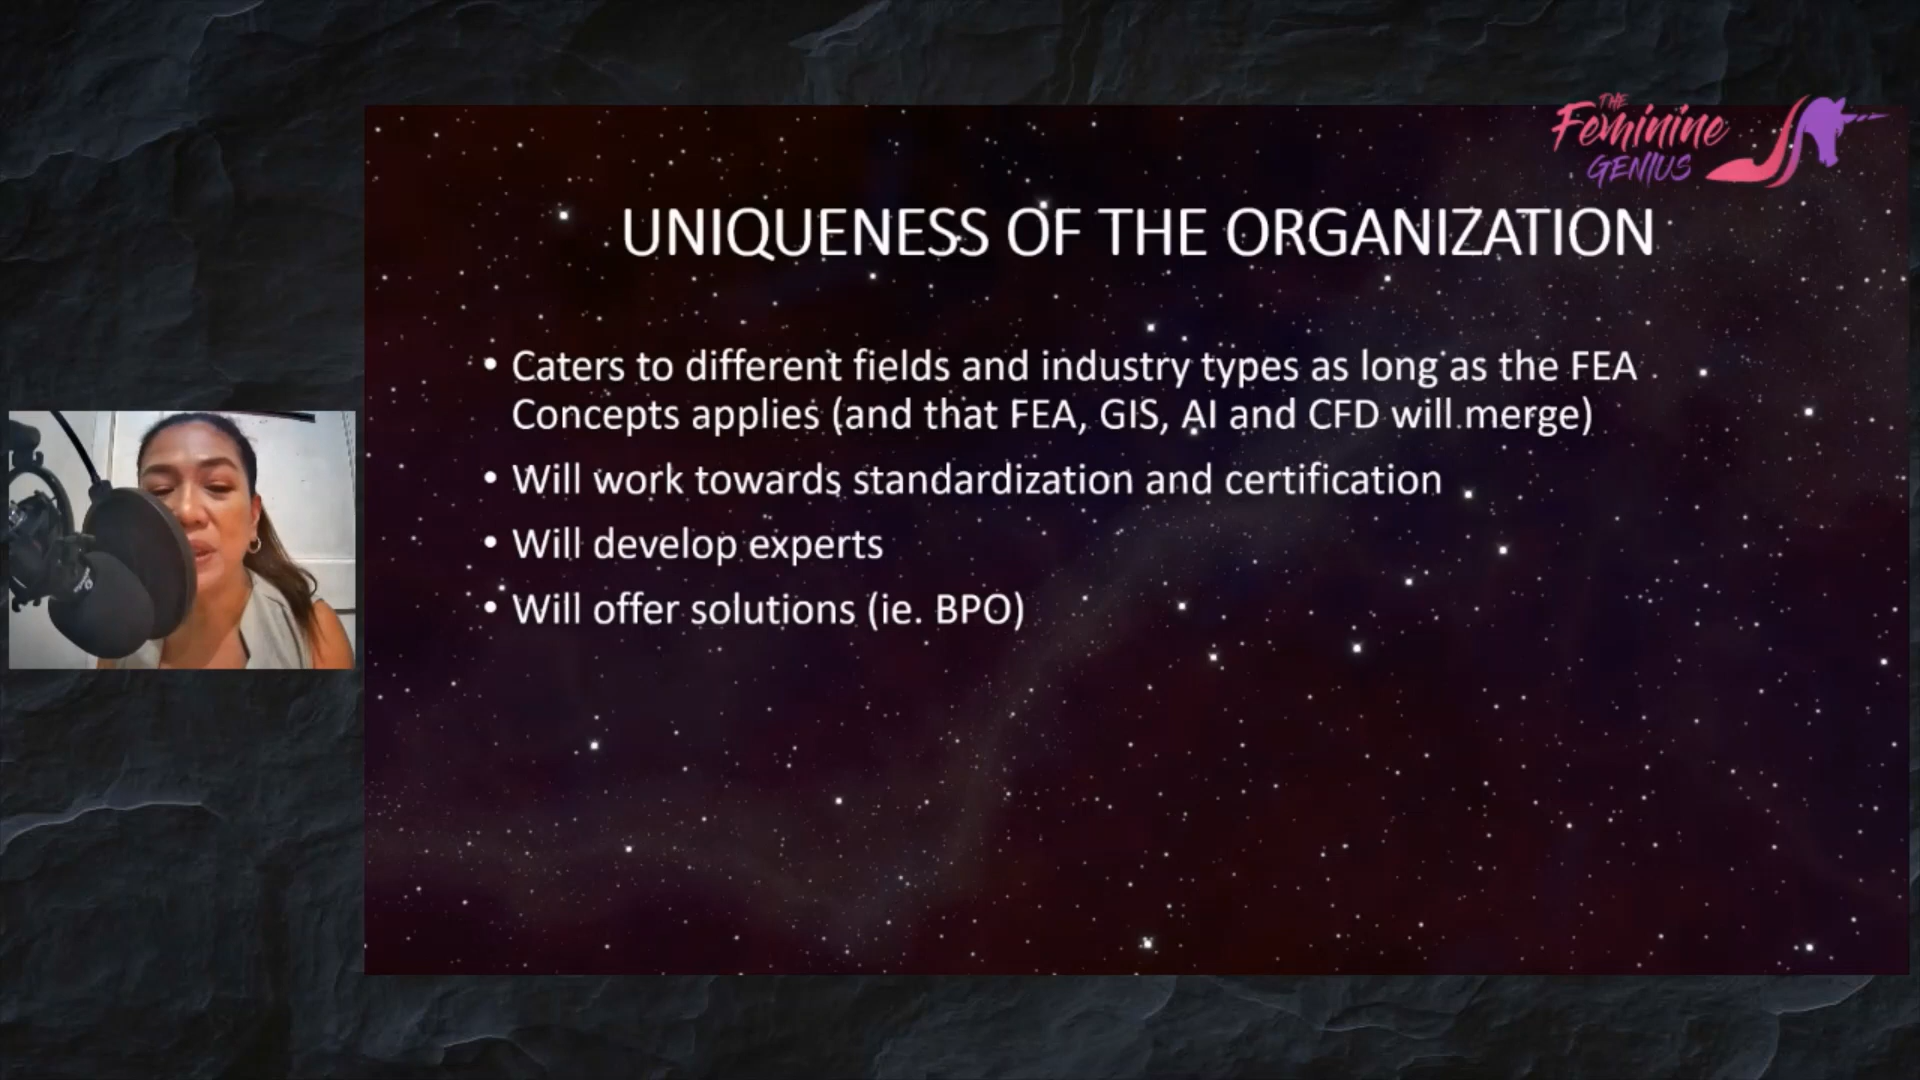 THE
Feminine
GENIUS
UNIQUENESS OF THE ORGANIZATION
• Caters to different fields and industry types as long as the FEA
Concepts applies (and that FEA, GIS, AI and CFD will merge)
• Will work towards standardization and certification
• Will develop experts
• Will offer solutions (ie. BPO)